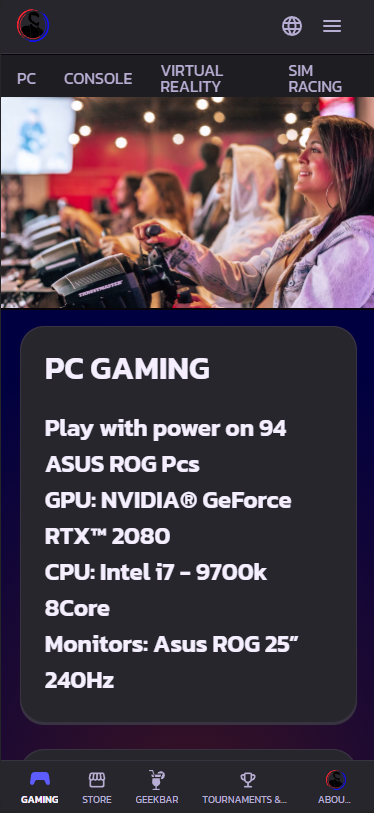 PC
CONSOLE
VIRTUAL
REALITY
SIM
RACING
THRUSTMASTER
PC GAMING
Play with power on 94
ASUS ROG Pcs
GPU: NVIDIA® GeForce
RTX™ 2080
CPU: Intel i7 - 9700k
8Core
Monitors: Asus ROG 25”
240Hz
GAMING
STORE
GEEKBAR
TOURNAMENTS &...
ABOU...